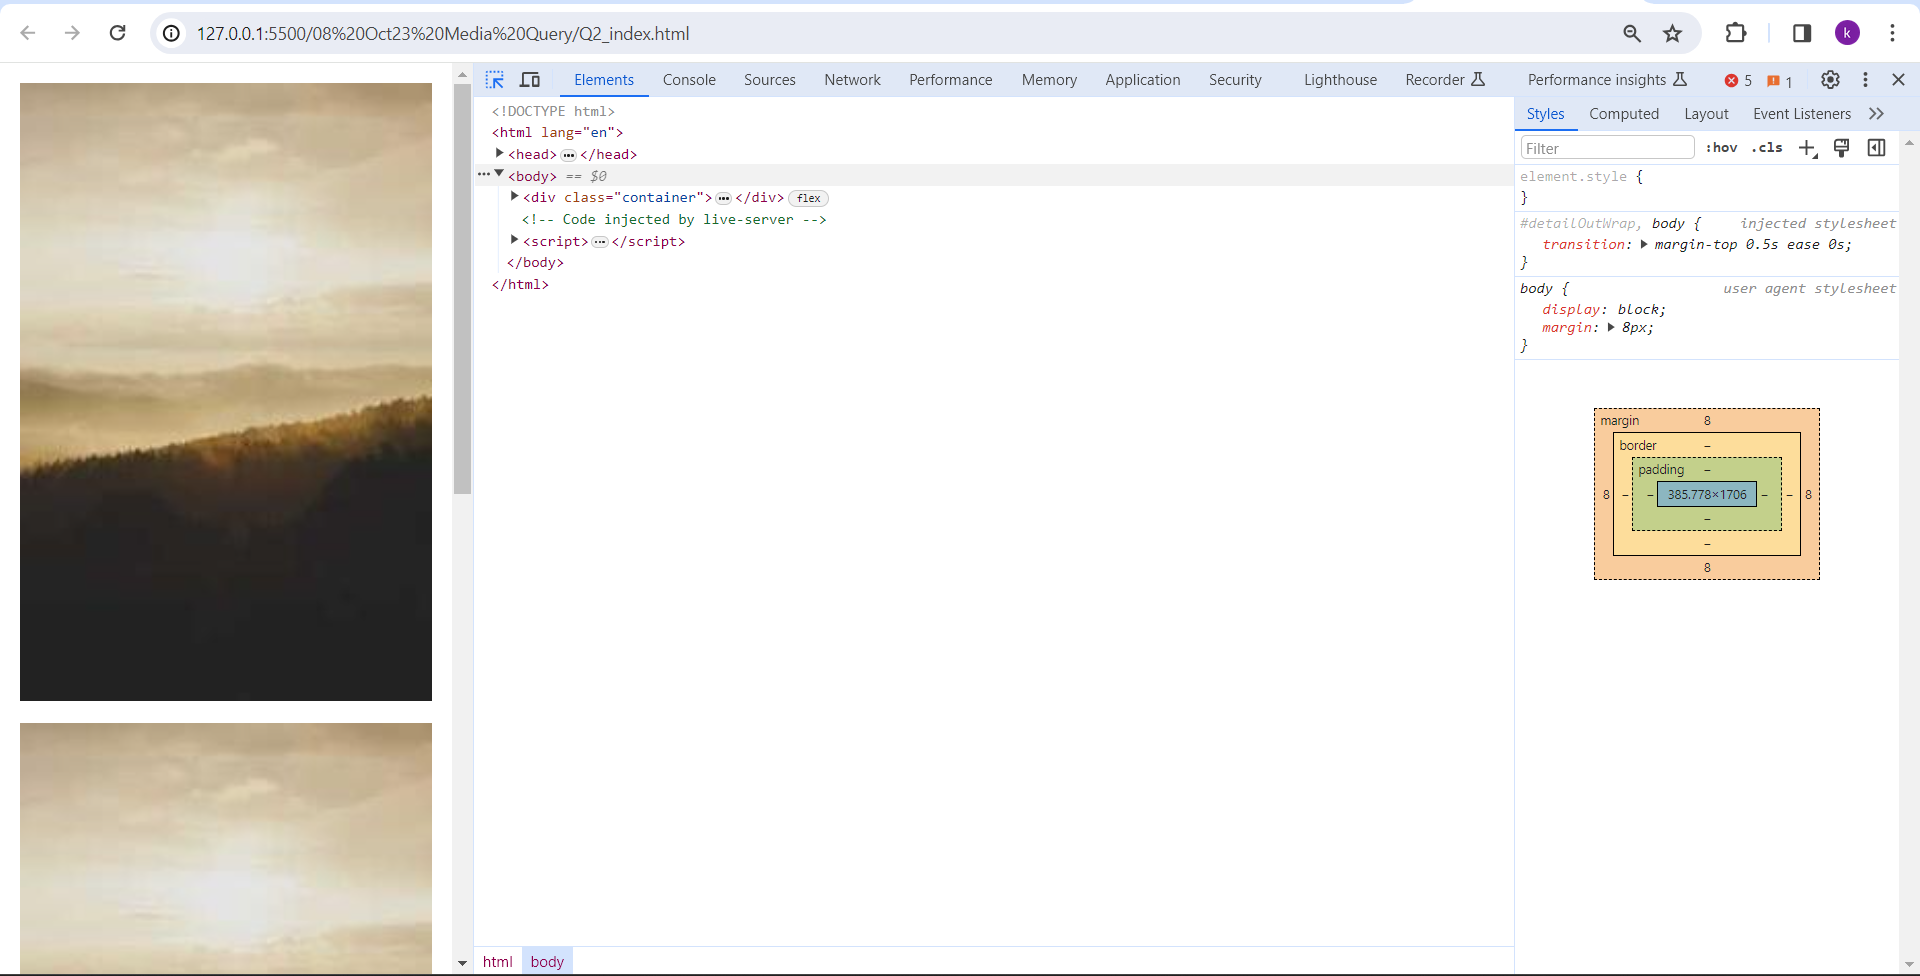 127.0.0.1:5500/08%20Oct23%20Media%20Query/Q2_index.html
k
Elements Console Sources Network Performance Memory Application Security Lighthouse Recorder Performance insights 5 1
<!DOCTYPE html>
<html lang="en">
<head> ••• </head>
••• <body> == $0
<div class="container"> ••• </div> flex
<!-- Code injected by live-server -->
<script> ••• </script>
</body>
</html>
html body
Styles Computed Layout Event Listeners
Filter :hov .cls
element.style {
}
#detailOutWrap, body { injected stylesheet
transition: margin-top 0.5s ease 0s;
}
body { user agent stylesheet
display: block;
margin: 8px;
}
margin 8
border –
padding –
8 – – 385.778×1706 – – 8
–
–
8